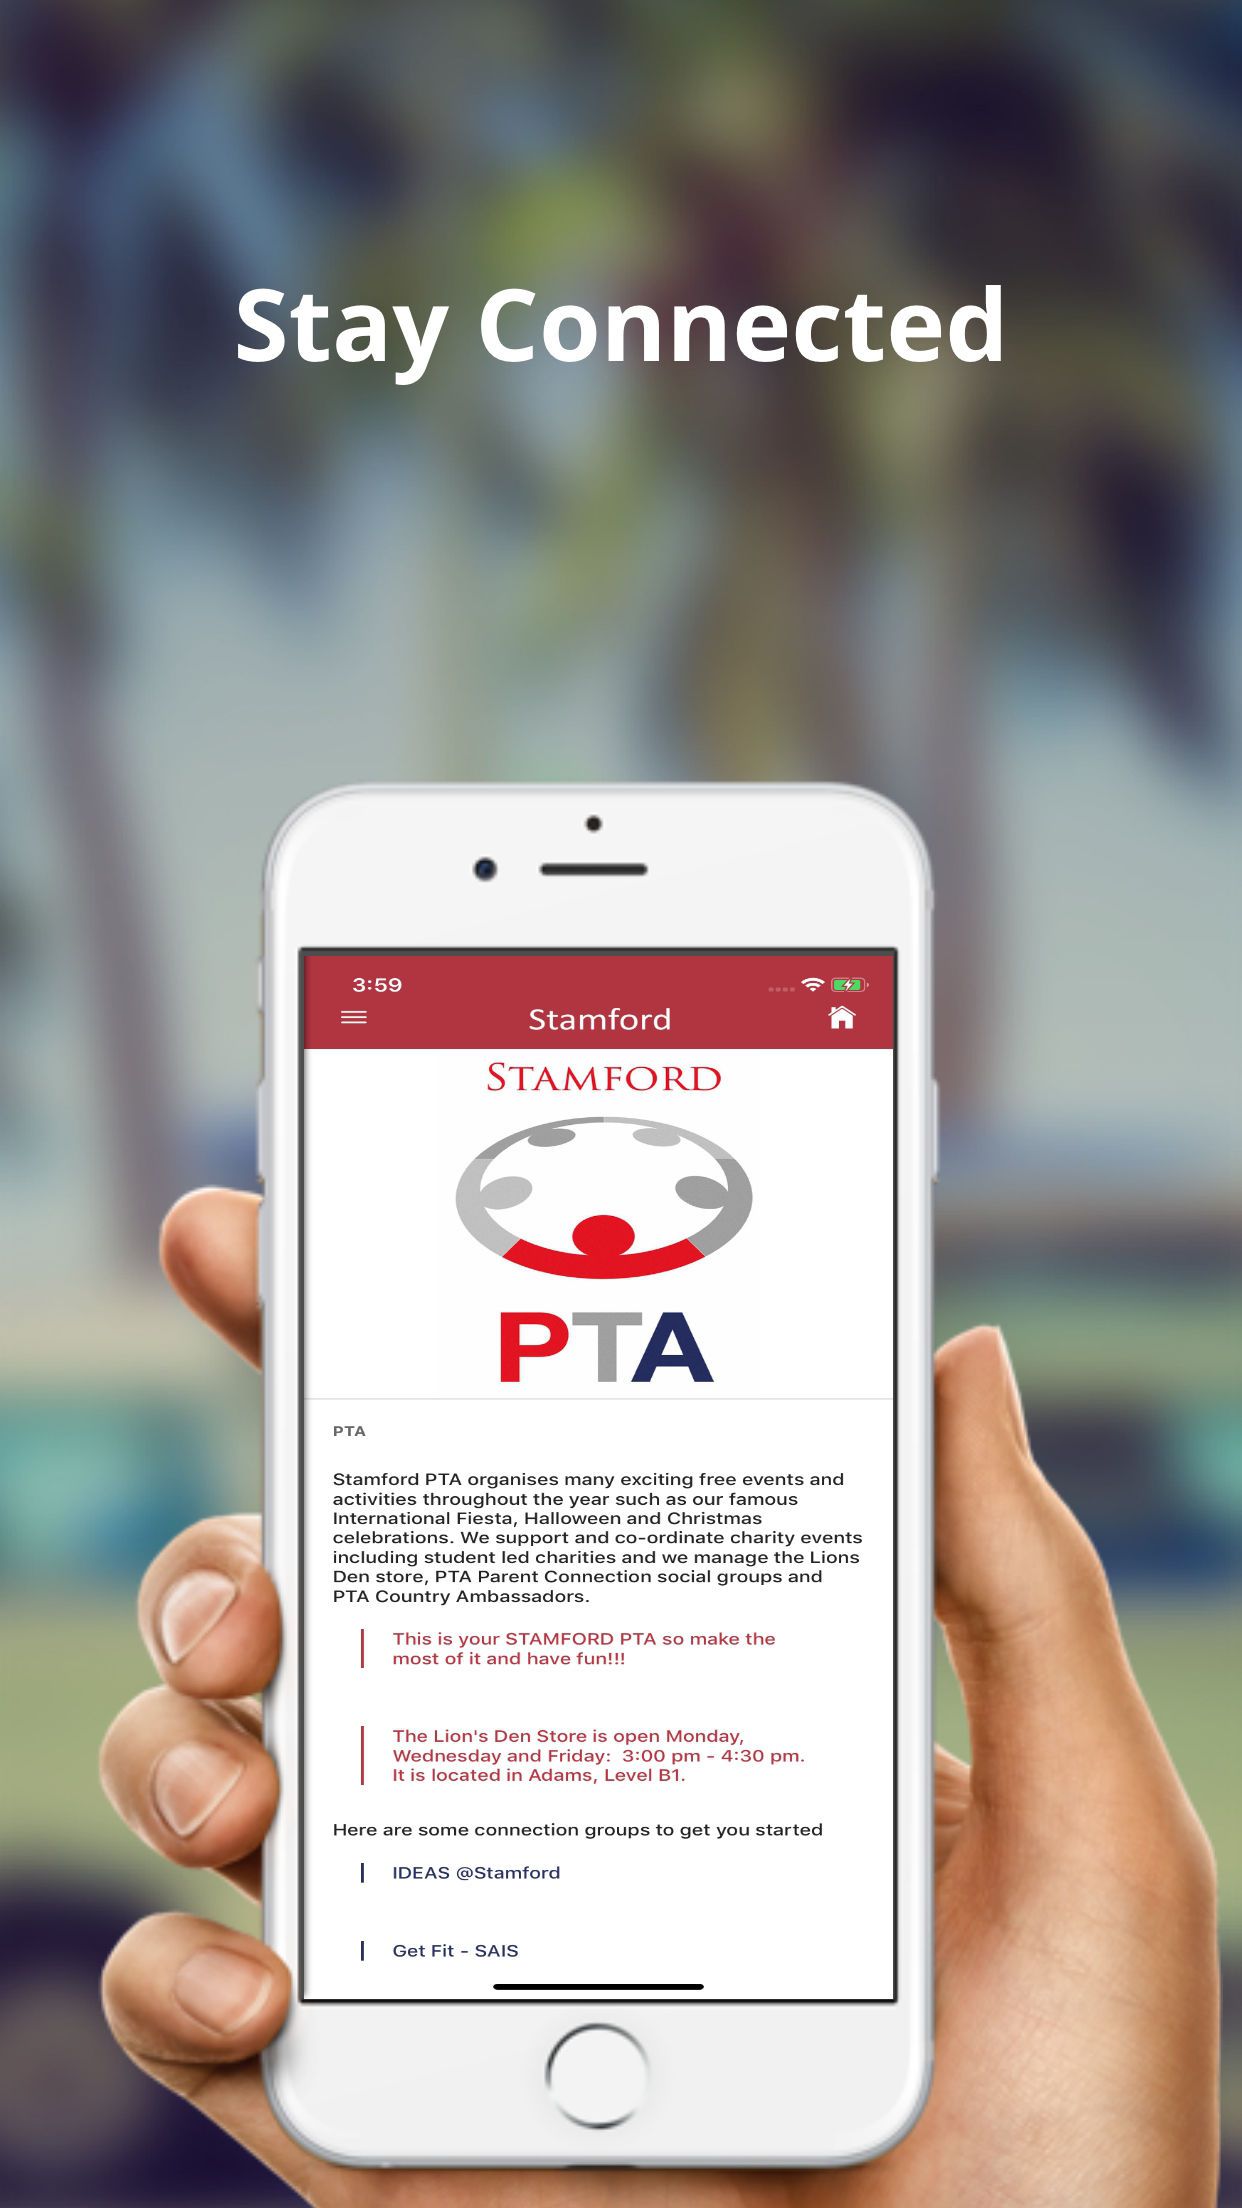 Stay Connected
3:59
Stamford
STAMFORD
PTA
PTA
Stamford PTA organises many exciting free events and
activities throughout the year such as our famous
International Fiesta, Halloween and Christmas
celebrations. We support and co-ordinate charity events
including student led charities and we manage the Lions
Den store, PTA Parent Connection social groups and
PTA Country Ambassadors.
This is your STAMFORD PTA so make the
most of it and have fun!!!
The Lion's Den Store is open Monday,
Wednesday and Friday:  3:00 pm - 4:30 pm.
It is located in Adams, Level B1.
Here are some connection groups to get you started
IDEAS @Stamford
Get Fit - SAIS